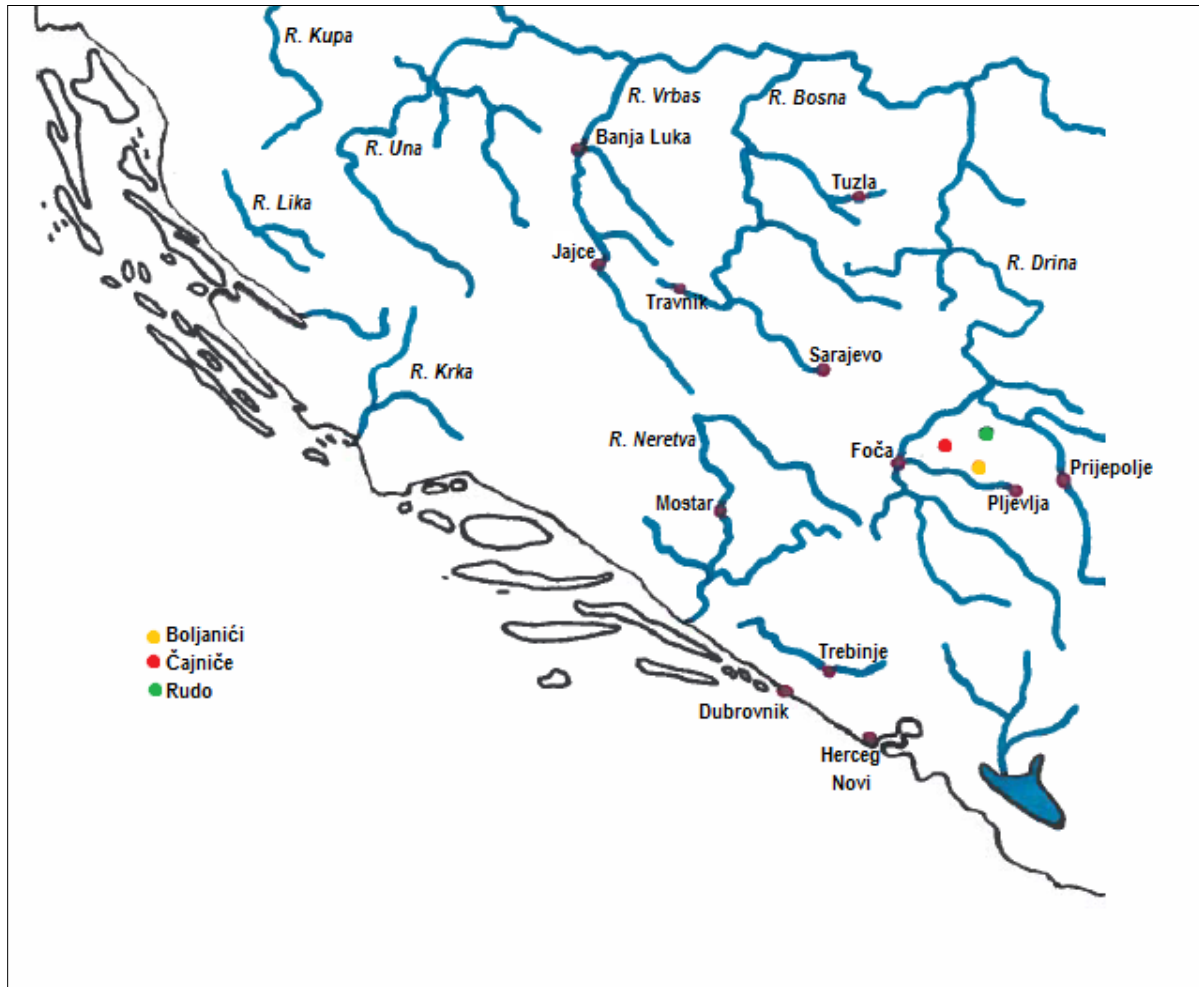 R. Kupa
R. Vrbas
R. Bosna
Banja Luka
R. Una
Tuzla
R. Lika
Jajce
R. Drina
Travnik
Sarajevo
R. Krka
R. Neretva
Foča
Prijepolje
Mostar
Pljevlja
Boljanići
Čajniče
Rudo
Trebinje
Dubrovnik
Herceg
Novi